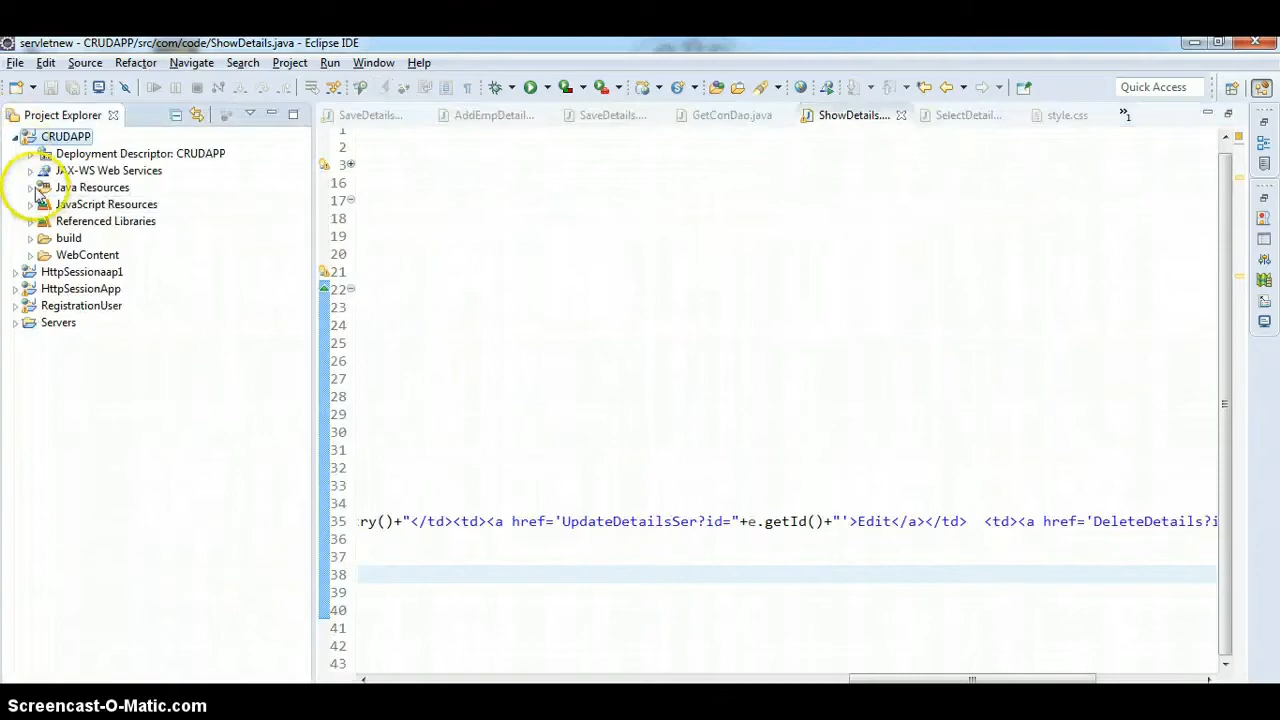 servletnew - CRUDAPP/src/com/code/ShowDetails.java - Eclipse IDE
File Edit Source Refactor Navigate Search Project Run Window Help
Quick Access
Project Explorer
SaveDetails... AddEmpDetail... SaveDetails.... GetConDao.java ShowDetails.... SelectDetail... style.css »1
CRUDAPP
Deployment Descriptor: CRUDAPP
JAX-WS Web Services
Java Resources
JavaScript Resources
Referenced Libraries
build
WebContent
HttpSessionaap1
HttpSessionApp
RegistrationUser
Servers
1
2
3
16
17
18
19
20
21
22
23
24
25
26
27
28
29
30
31
32
33
34
35 try()+"</td><td><a href='UpdateDetailsSer?id="+e.getId()+"'>Edit</a></td> <td><a href='DeleteDetails?i
36
37
38
39
40
41
42
43
Screencast-O-Matic.com